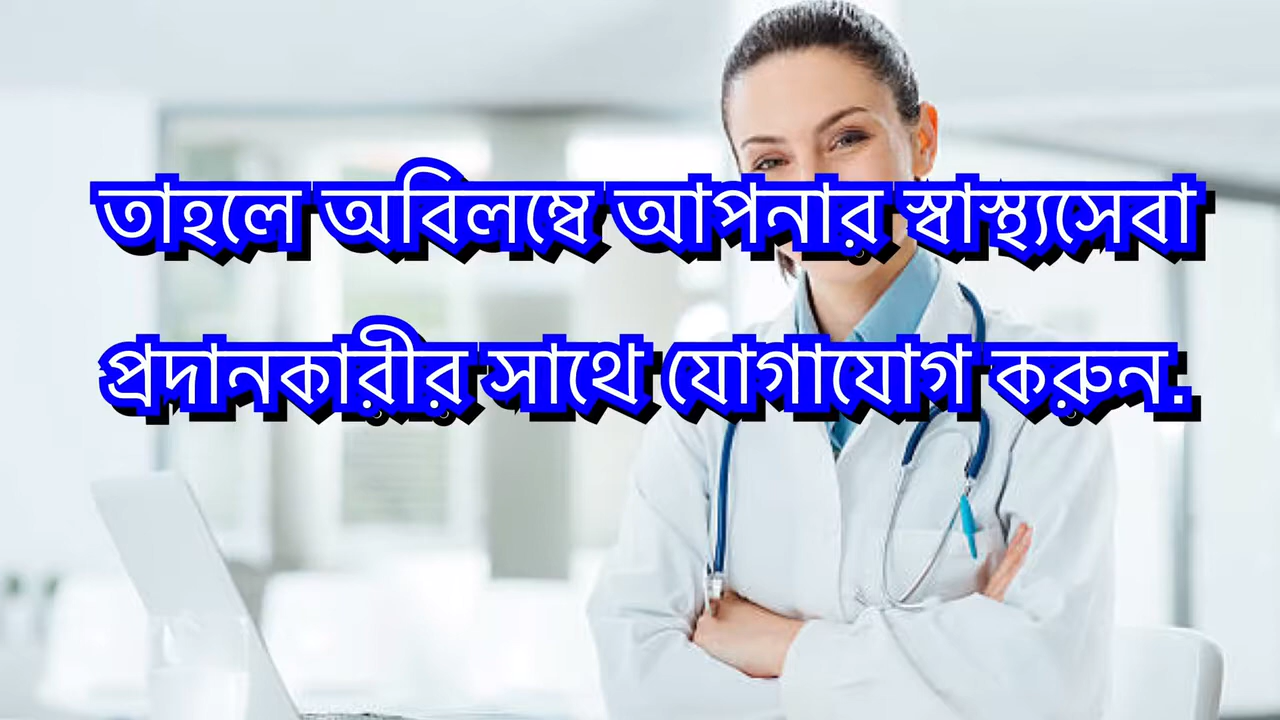 তাহলে অবিলম্বে আপনার স্বাস্থ্যসেবা
প্রদানকারীর সাথে যোগাযোগ করুন.